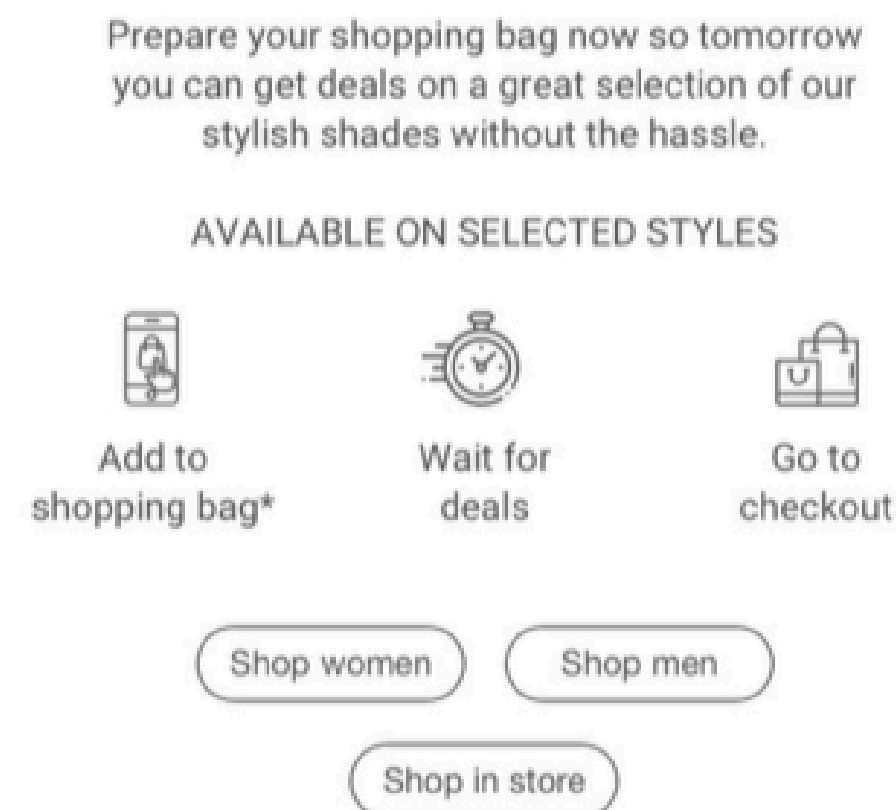 Prepare your shopping bag now so tomorrow
you can get deals on a great selection of our
stylish shades without the hassle.
AVAILABLE ON SELECTED STYLES
Add to
shopping bag*
Wait for
deals
Go to
checkout
Shop women
Shop men
Shop in store